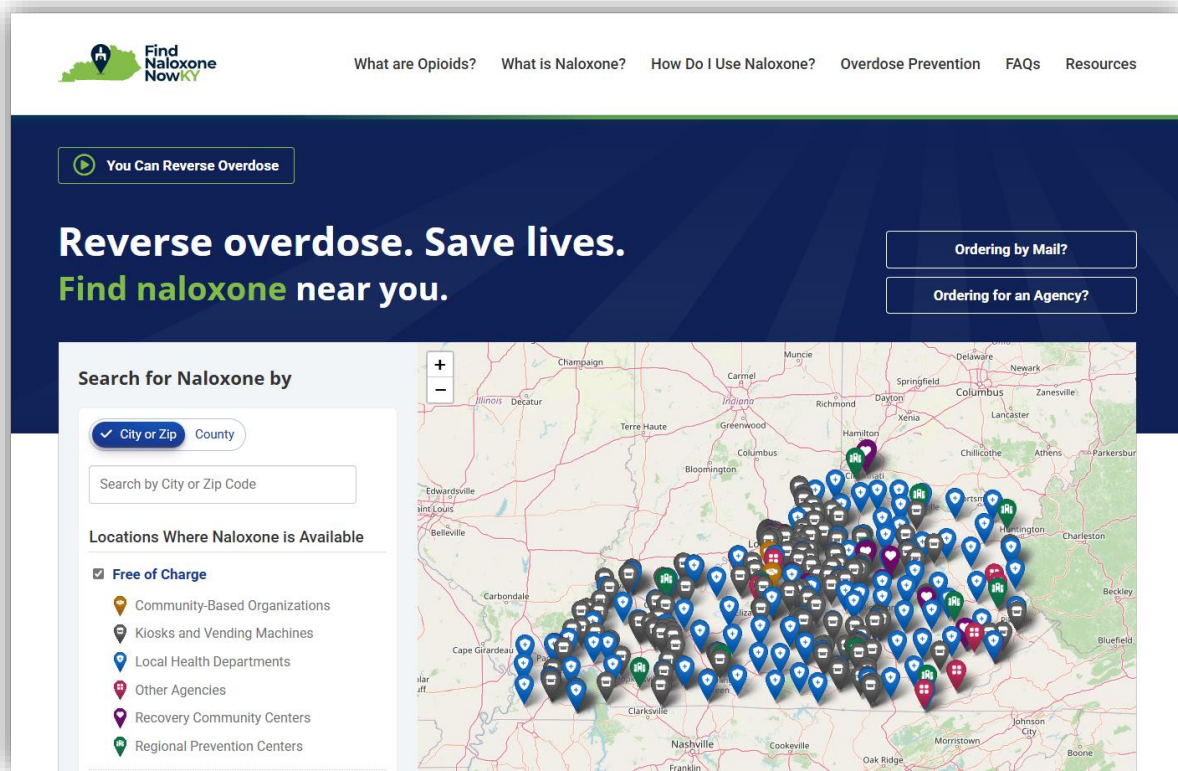 Find
Naloxone
NowKY
What are Opioids? What is Naloxone? How Do I Use Naloxone? Overdose Prevention FAQs Resources
You Can Reverse Overdose
Reverse overdose. Save lives.
Find naloxone near you.
Ordering by Mail?
Ordering for an Agency?
Search for Naloxone by
City or Zip County
Search by City or Zip Code
Locations Where Naloxone is Available
Free of Charge
Community-Based Organizations
Kiosks and Vending Machines
Local Health Departments
Other Agencies
Recovery Community Centers
Regional Prevention Centers
+
−
Champaign
Muncie
Delaware
Newark
Carmel
Springfield
Columbus
Zanesville
Illinois
Decatur
Indiana
Richmond
Dayton
Xenia
Lancaster
Terre Haute
Greenwood
Hamilton
Columbus
Chillicothe
Athens
Parkersbur
Bloomington
Edwardsville
aint Louis
Belleville
Huntington
Charleston
Carbondale
Beckley
Cape Girardeau
Bluefield
Clarksville
Johnson
City
Nashville
Cookeville
Morristown
Boone
Oak Ridge
Franklin